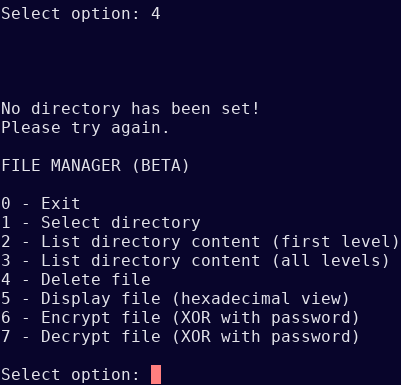 Select option: 4
No directory has been set!
Please try again.
FILE MANAGER (BETA)
0 - Exit
1 - Select directory
2 - List directory content (first level)
3 - List directory content (all levels)
4 - Delete file
5 - Display file (hexadecimal view)
6 - Encrypt file (XOR with password)
7 - Decrypt file (XOR with password)
Select option: